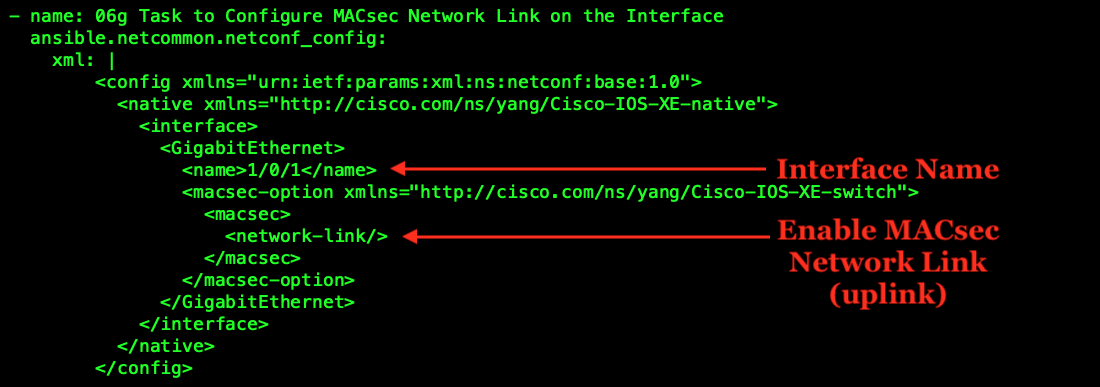 - name: 06g Task to Configure MACsec Network Link on the Interface
  ansible.netcommon.netconf_config:
    xml: |
        <config xmlns="urn:ietf:params:xml:ns:netconf:base:1.0">
          <native xmlns="http://cisco.com/ns/yang/Cisco-IOS-XE-native">
            <interface>
              <GigabitEthernet>
                <name>1/0/1</name>
Interface Name
                <macsec-option xmlns="http://cisco.com/ns/yang/Cisco-IOS-XE-switch">
                  <macsec>
                    <network-link/>
Enable MACsec
Network Link
(uplink)
                  </macsec>
                </macsec-option>
              </GigabitEthernet>
            </interface>
          </native>
        </config>